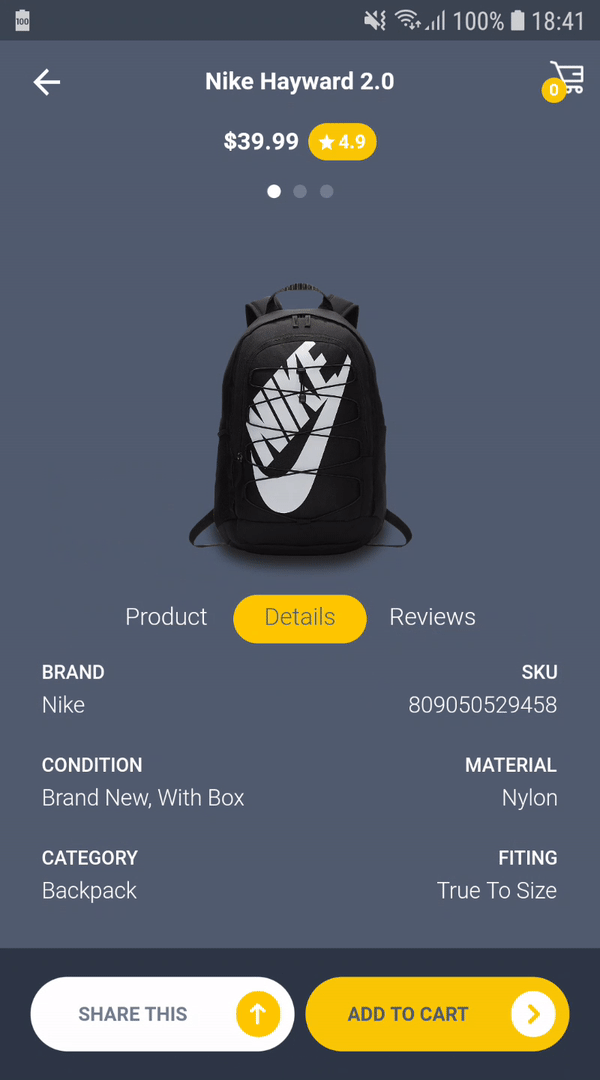 100
100% 18:41
Nike Hayward 2.0
0
$39.99 4.9
NIKE
Product Details Reviews
BRAND SKU
Nike 809050529458
CONDITION MATERIAL
Brand New, With Box Nylon
CATEGORY FITING
Backpack True To Size
SHARE THIS ADD TO CART